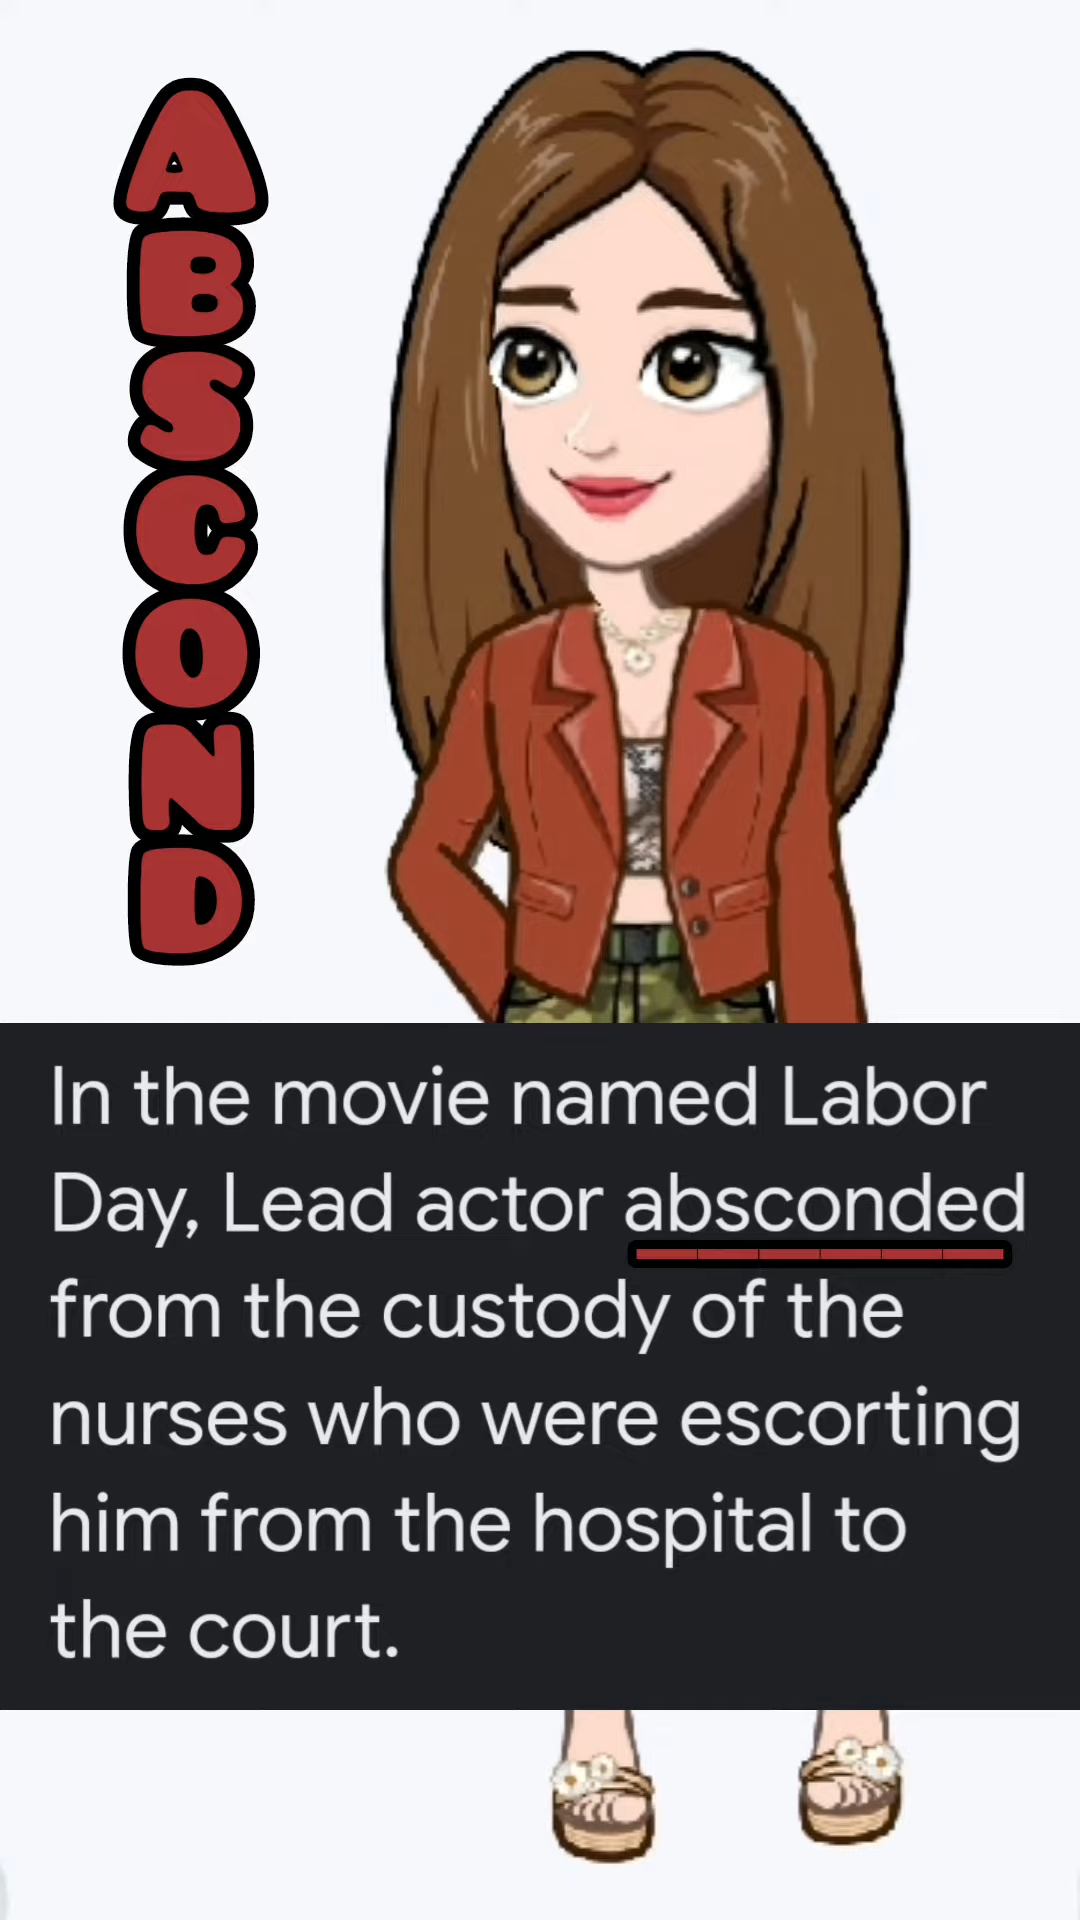 ABSCOND
In the movie named Labor
Day, Lead actor absconded
from the custody of the
nurses who were escorting
him from the hospital to
the court.